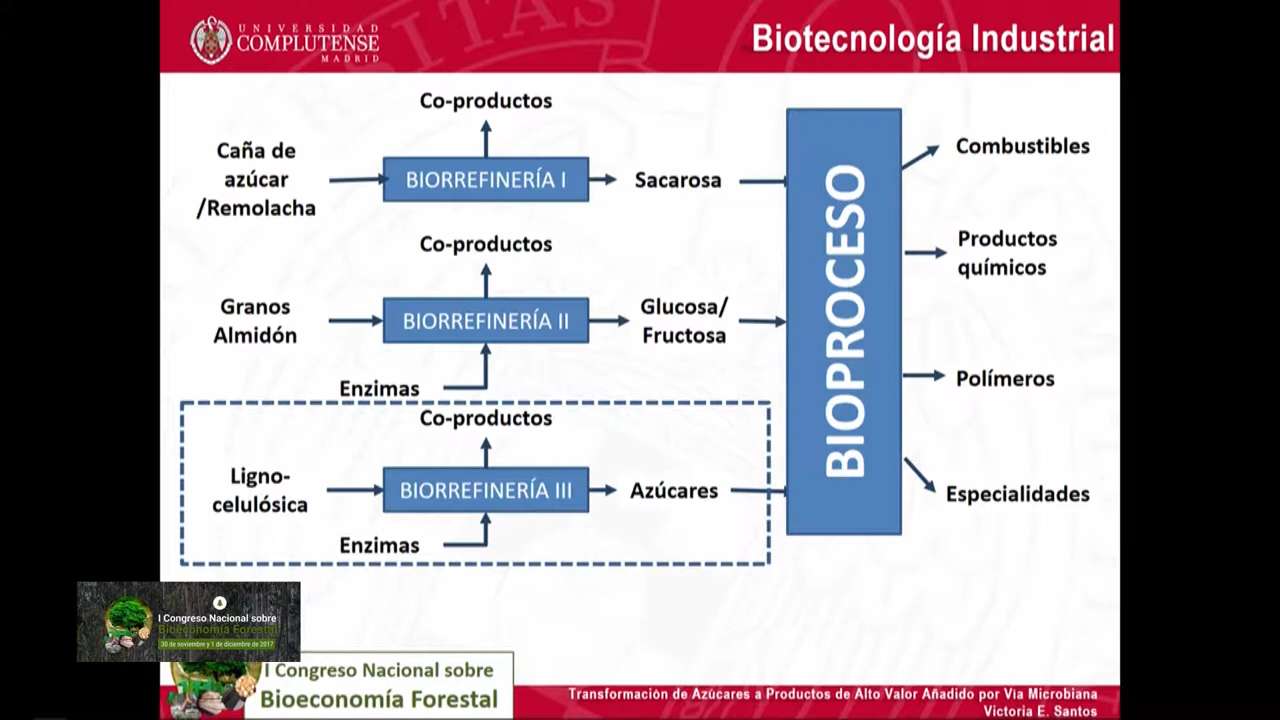 UNIVERSIDAD
COMPLUTENSE
MADRID
Biotecnología Industrial
Co-productos
Caña de
azúcar
/Remolacha
BIORREFINERÍA I
Sacarosa
Co-productos
Granos
Almidón
BIORREFINERÍA II
Glucosa/
Fructosa
Enzimas
Co-productos
Ligno-
celulósica
BIORREFINERÍA III
Azúcares
Enzimas
BIOPROCESO
Combustibles
Productos
químicos
Polímeros
Especialidades
I Congreso Nacional sobre
Bioeconomía Forestal
30 de noviembre y 1 de diciembre de 2017
I Congreso Nacional sobre
Bioeconomía Forestal
Transformación de Azúcares a Productos de Alto Valor Añadido por Vía Microbiana
Victoria E. Santos